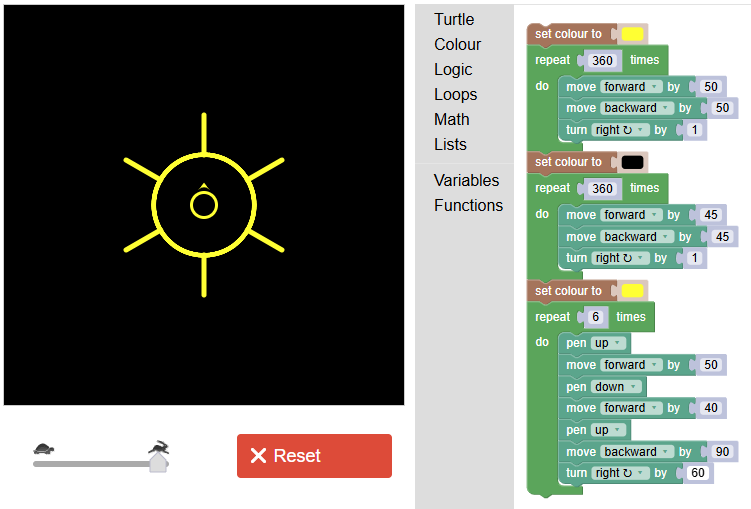 Turtle
Colour
Logic
Loops
Math
Lists
Variables
Functions
Reset
set colour to
repeat 360 times
do move forward by 50
move backward by 50
turn right ↻ by 1
set colour to
repeat 360 times
do move forward by 45
move backward by 45
turn right ↻ by 1
set colour to
repeat 6 times
do pen up
move forward by 50
pen down
move forward by 40
pen up
move backward by 90
turn right ↻ by 60